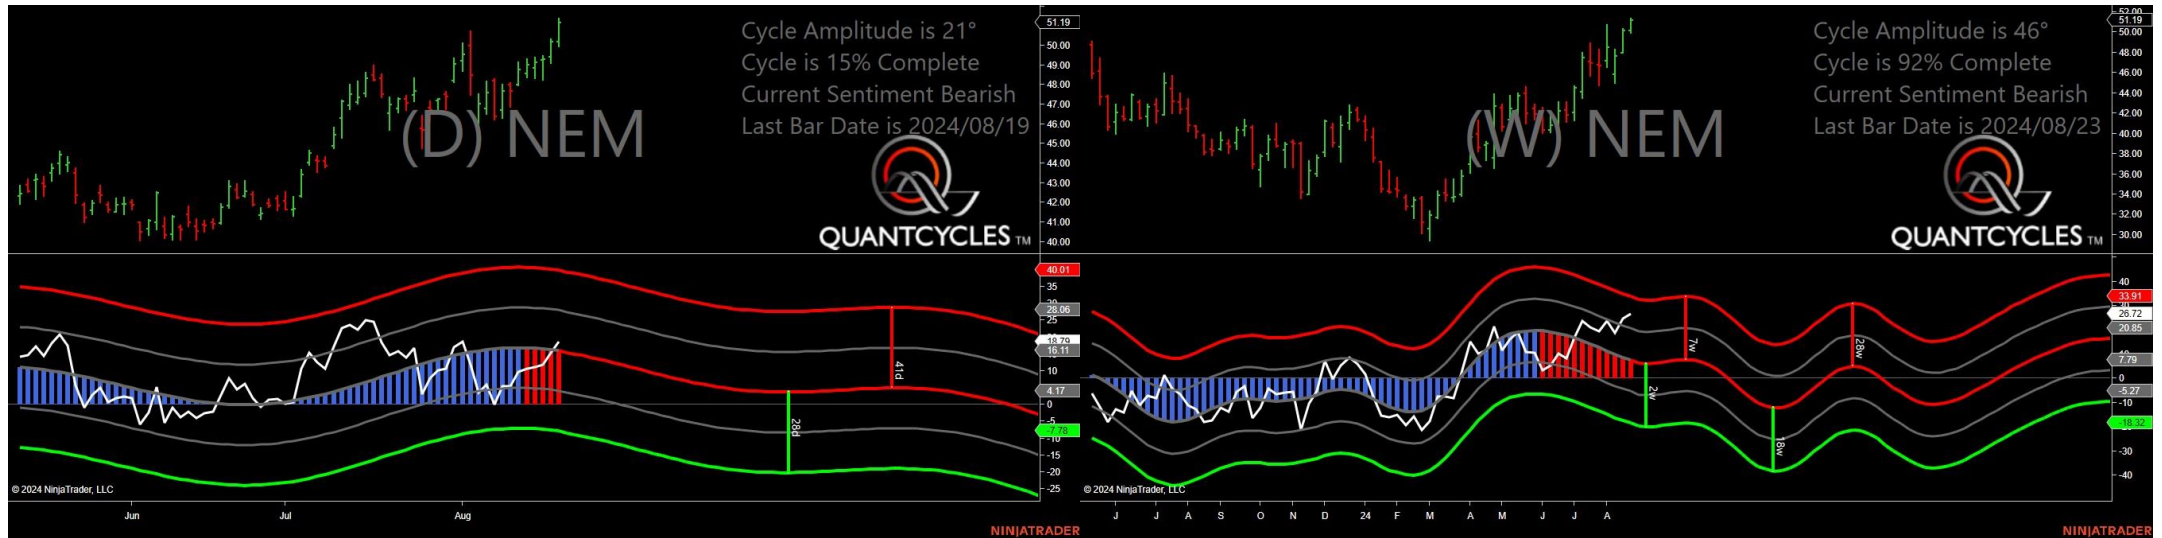 Cycle Amplitude is 21°
Cycle is 15% Complete
Current Sentiment Bearish
Last Bar Date is 2024/08/19
(D) NEM
QUANTCYCLES TM
51.19
50.00
49.00
48.00
47.00
46.00
45.00
44.00
43.00
42.00
41.00
40.00
40.01
35
30
28.06
25
18.79
16.11
10
4.17
0
-5
-7.78
-10
-15
-20
-25
41d
28d
© 2024 NinjaTrader, LLC
Jun
Jul
Aug
NINJATRADER
Cycle Amplitude is 46°
Cycle is 92% Complete
Current Sentiment Bearish
Last Bar Date is 2024/08/23
(W) NEM
QUANTCYCLES TM
52.00
51.19
50.00
48.00
46.00
44.00
42.00
40.00
38.00
36.00
34.00
32.00
30.00
40
33.91
30
26.72
20.85
7.79
0
-5.27
-10
-18.32
-30
-40
7w
28w
2w
18w
© 2024 NinjaTrader, LLC
J
J
A
S
O
N
D
24
F
M
A
M
J
J
A
NINJATRADER